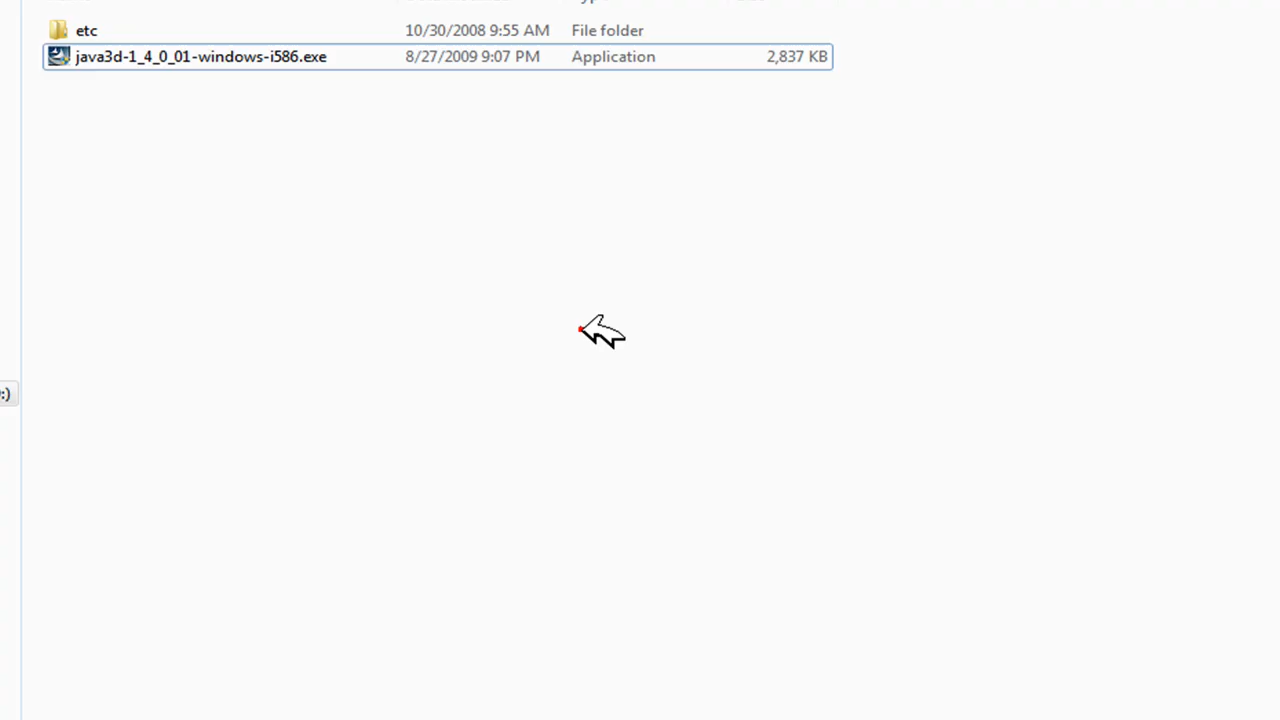 etc 10/30/2008 9:55 AM File folder
java3d-1_4_0_01-windows-i586.exe 8/27/2009 9:07 PM Application 2,837 KB
:)